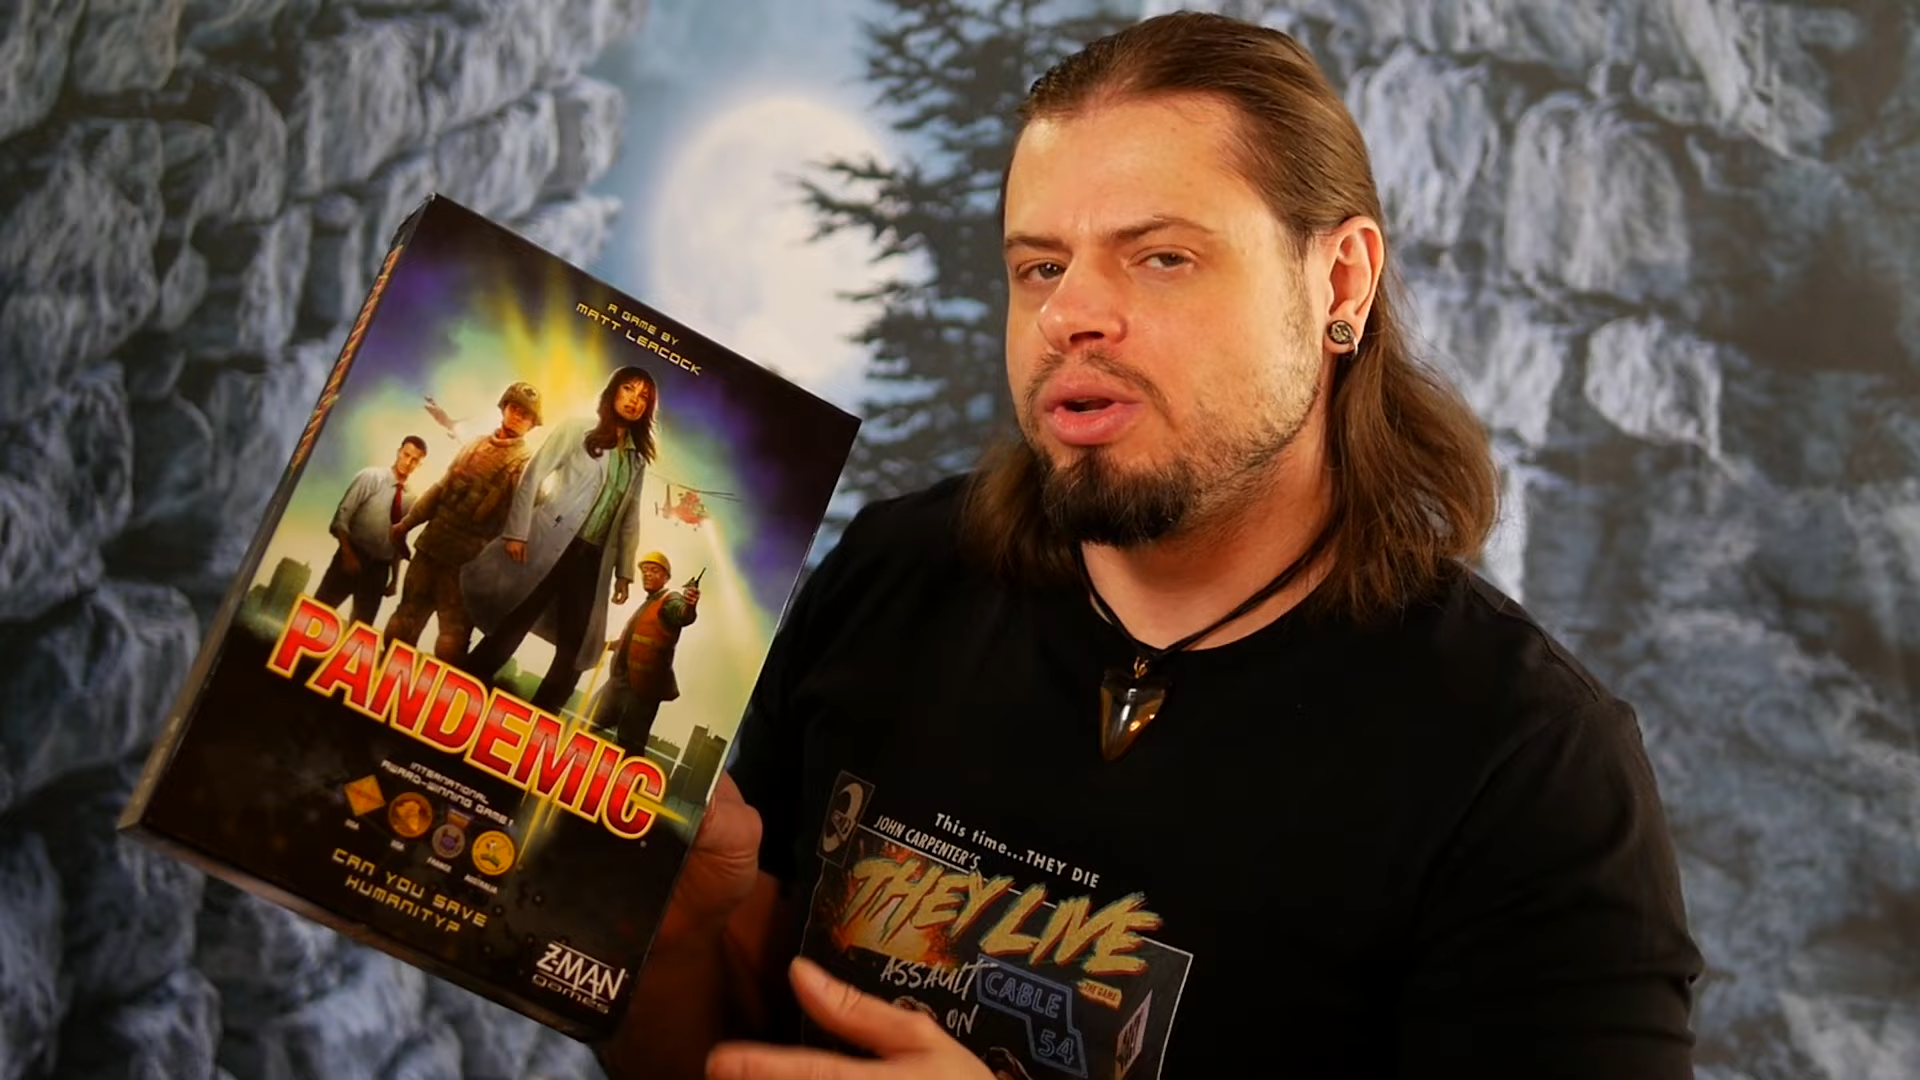 A GAME BY
MATT LEACOCK
PANDEMIC
INTERNATIONAL
AWARD-WINNING GAME!
USA
USA
FRANCE
AUSTRALIA
CAN YOU SAVE
HUMANITY?
Z-MAN
games
This time...THEY DIE
JOHN CARPENTER'S
THEY LIVE
THE GAME
ASSAULT
ON
CABLE
54